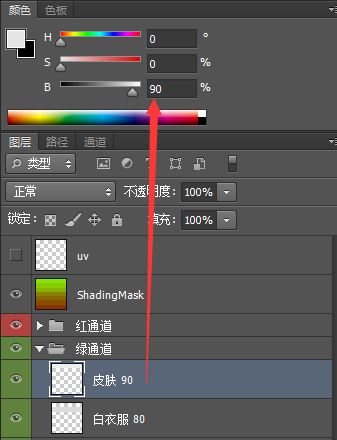 颜色 色板
H 0 °
S 0 %
B 90 %
图层 路径 通道
类型
正常 不透明度: 100%
锁定: 填充: 100%
uv
ShadingMask
红通道
绿通道
皮肤 90
白衣服 80